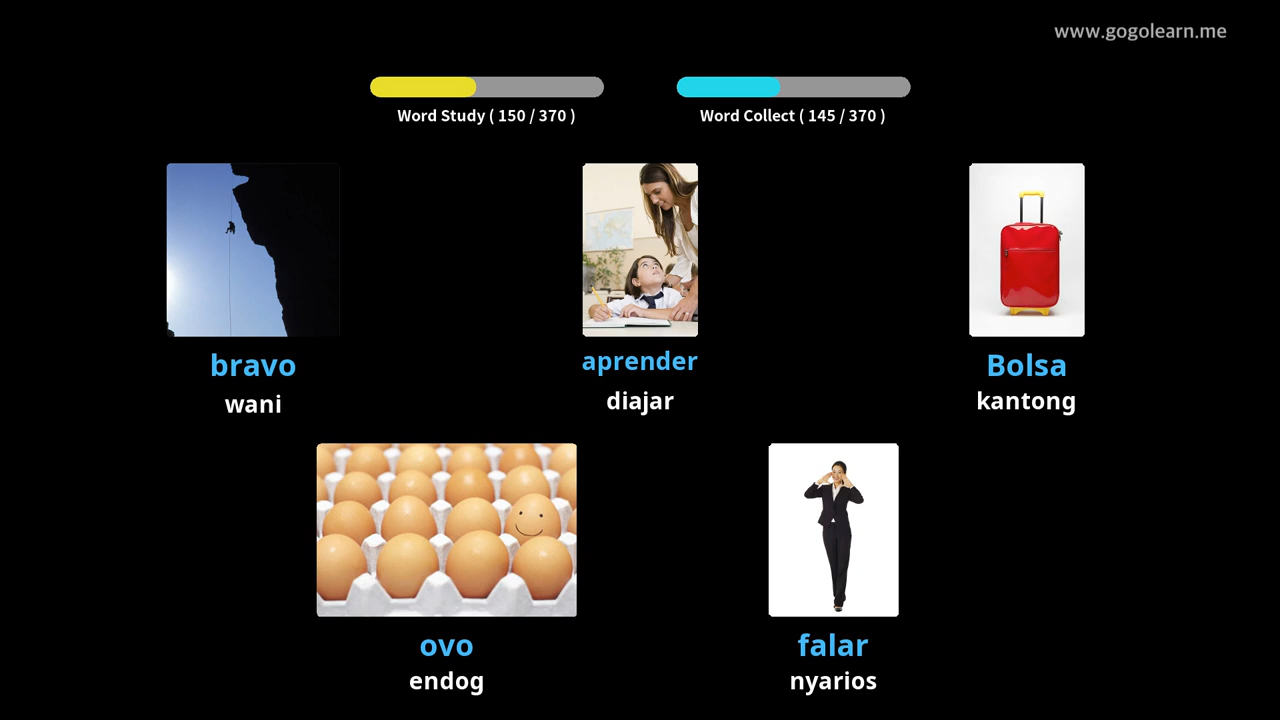 www.gogolearn.me
Word Study ( 150 / 370 )
Word Collect ( 145 / 370 )
bravo
wani
aprender
diajar
Bolsa
kantong
ovo
endog
falar
nyarios